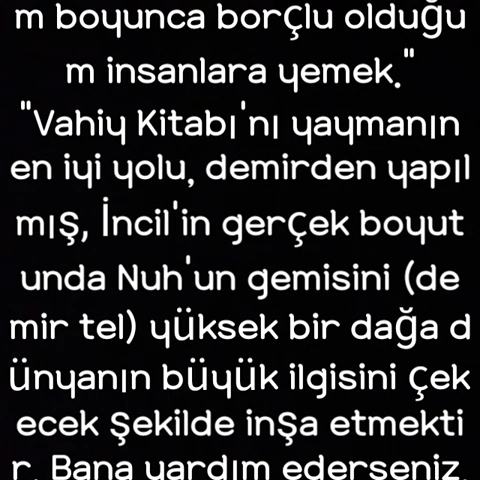 m boyunca borçlu olduğu
m insanlara yemek."
"Vahiy Kitabı'nı yaymanın
en iyi yolu, demirden yapıl
mış, İncil'in gerçek boyut
unda Nuh'un gemisini (de
mir tel) yüksek bir dağa d
ünyanın büyük ilgisini çek
ecek şekilde inşa etmekti
r. Bana yardım ederseniz,